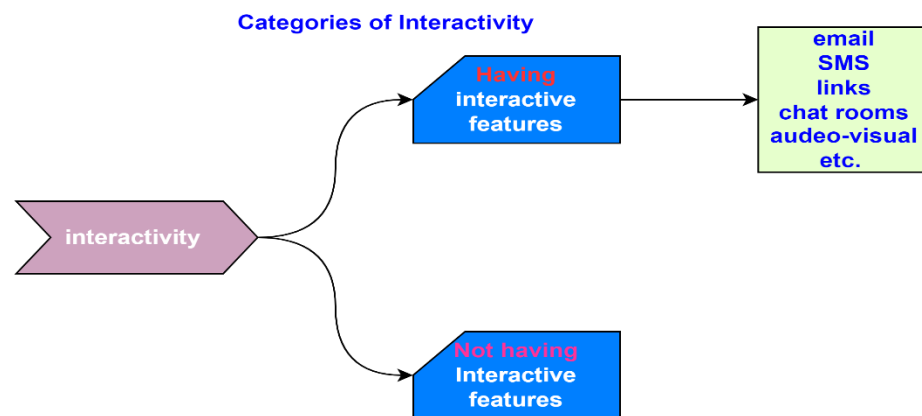 Categories of Interactivity
Having
interactive
features
email
SMS
links
chat rooms
audeo-visual
etc.
interactivity
Not having
Interactive
features